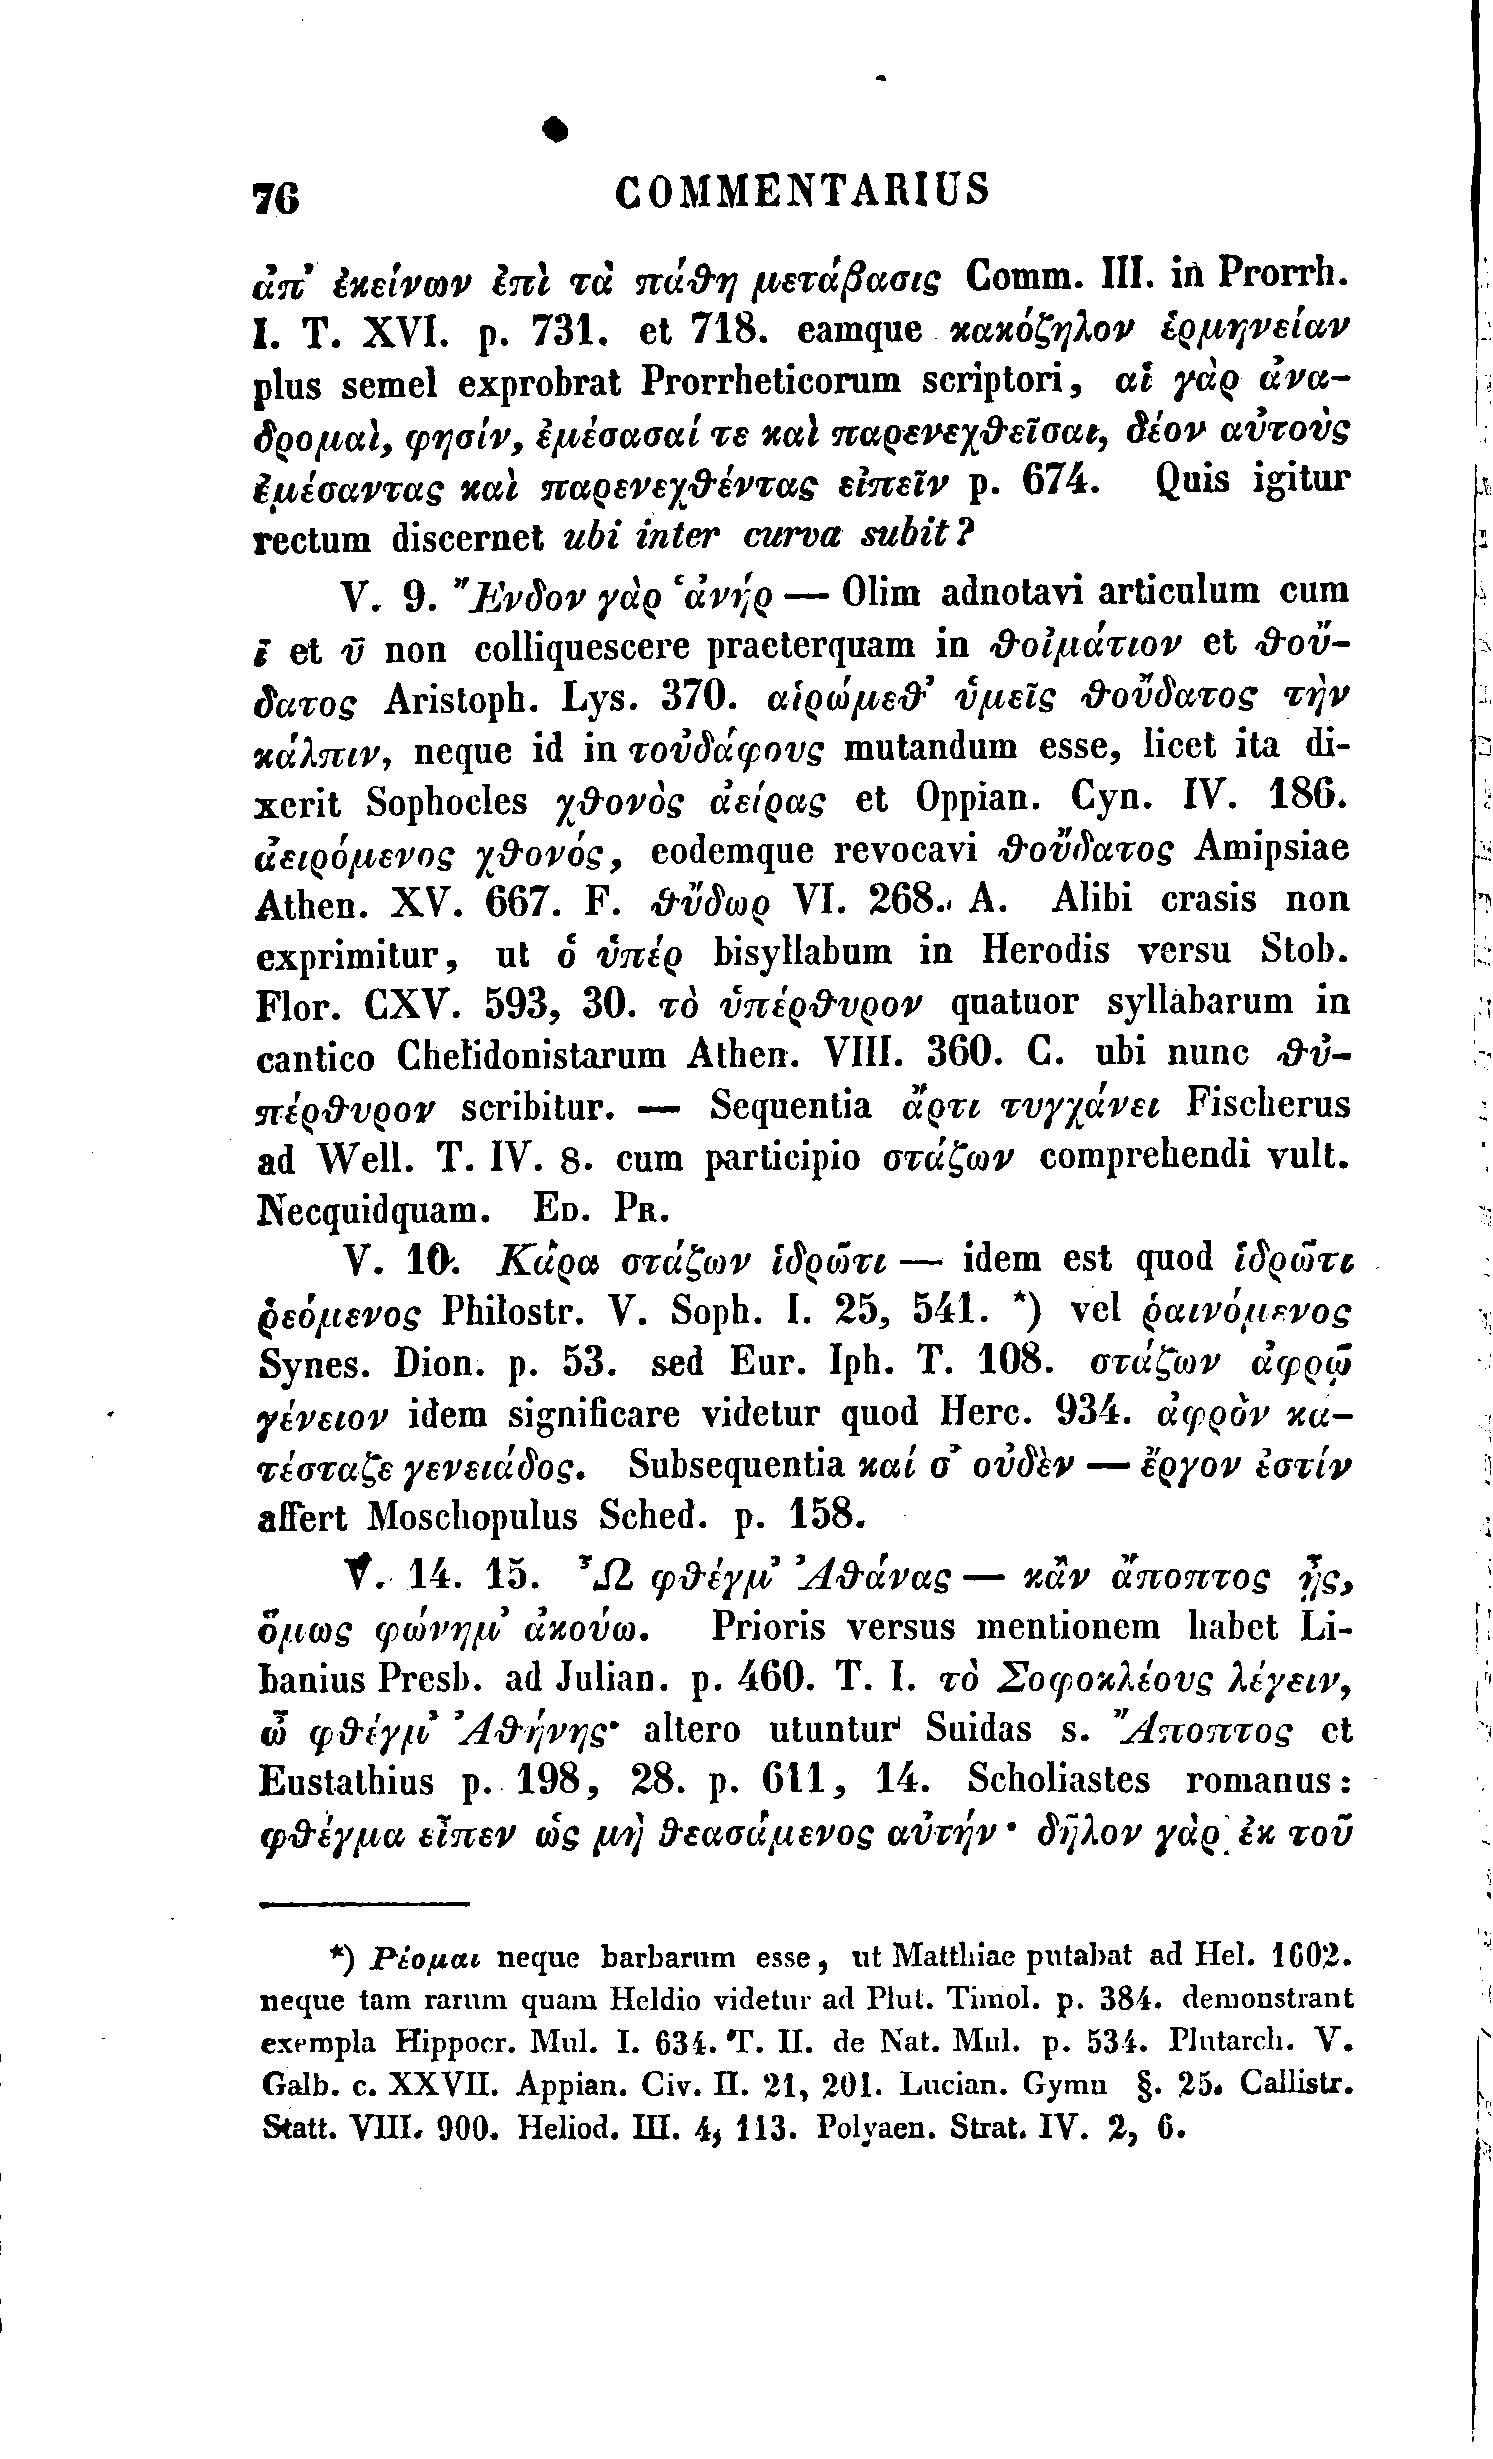 76 COMMENTARIUS
ἀπ’ ἐκείνων ἐπὶ τὰ πάθη μετάβασις Comm. III. in Prorrh.
I. T. XVI. p. 731. et 718. eamque κακόζηλον ἑρμηνείαν
plus semel exprobrat Prorrheticorum scriptori, αἱ γὰρ ἀνα-
δρομαὶ, φησίν, ἐμέσασαί τε καὶ παρενεχθεῖσαι, δέον αὐτοὺς
ἐμέσαντας καὶ παρενεχθέντας εἰπεῖν p. 674. Quis igitur
rectum discernet ubi inter curva subit?
V. 9. Ἔνδον γὰρ ʽἀνήρ — Olim adnotavi articulum cum
ῑ et ῡ non colliquescere praeterquam in θοἰμάτιον et θοὔ-
δατος Aristoph. Lys. 370. αἰρώμεθ’ ὑμεῖς θοὔδατος τὴν
κάλπιν, neque id in τοὐδάφους mutandum esse, licet ita di-
xerit Sophocles χθονὸς ἀείρας et Oppian. Cyn. IV. 186.
ἀειρόμενος χθονός, eodemque revocavi θοὔδατος Amipsiae
Athen. XV. 667. F. θὔδωρ VI. 268. A. Alibi crasis non
exprimitur, ut ὁ ὑπέρ bisyllabum in Herodis versu Stob.
Flor. CXV. 593, 30. τὸ ὑπέρθυρον quatuor syllabarum in
cantico Chelidonistarum Athen. VIII. 360. C. ubi nunc θὐ-
πέρθυρον scribitur. — Sequentia ἄρτι τυγχάνει Fischerus
ad Well. T. IV. 8. cum participio στάζων comprehendi vult.
Necquidquam. ED. PR.
V. 10. Κάρα στάζων ἱδρῶτι — idem est quod ἱδρῶτι
ῥεόμενος Philostr. V. Soph. I. 25, 541. *) vel ῥαινόμενος
Synes. Dion. p. 53. sed Eur. Iph. T. 108. στάζων ἀφρῷ
γένειον idem significare videtur quod Herc. 934. ἀφρὸν κα-
τέσταζε γενειάδος. Subsequentia καί σ’ οὐδὲν — ἔργον ἐστίν
affert Moschopulus Sched. p. 158.
V. 14. 15. Ὦ φθέγμ’ Ἀθάνας — κἂν ἄποπτος ᾖς,
ὅμως φώνημ’ ἀκούω. Prioris versus mentionem habet Li-
banius Presb. ad Julian. p. 460. T. I. τὸ Σοφοκλέους λέγειν,
ὦ φθέγμ’ Ἀθήνης· altero utuntur Suidas s. Ἄποπτος et
Eustathius p. 198, 28. p. 611, 14. Scholiastes romanus:
φθέγμα εἶπεν ὡς μὴ θεασάμενος αὐτήν· δῆλον γὰρ ἐκ τοῦ
*) Ρέομαι neque barbarum esse, ut Matthiae putabat ad Hel. 1602.
neque tam rarum quam Heldio videtur ad Plut. Timol. p. 384. demonstrant
exempla Hippocr. Mul. I. 634. T. II. de Nat. Mul. p. 534. Plutarch. V.
Galb. c. XXVII. Appian. Civ. II. 21, 201. Lucian. Gymn §. 25. Callistr.
Statt. VIII. 900. Heliod. III. 4, 113. Polyaen. Strat. IV. 2, 6.